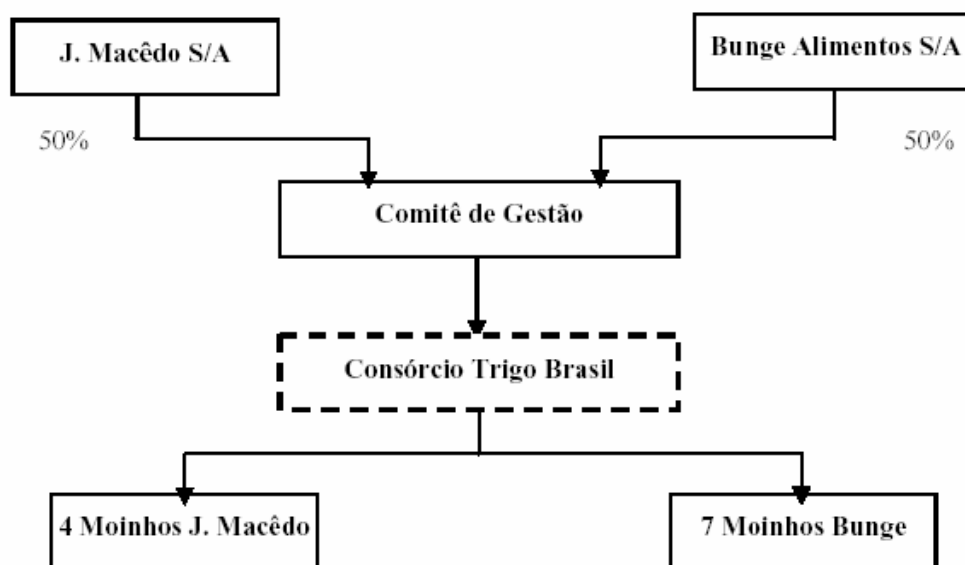 J. Macêdo S/A
Bunge Alimentos S/A
50%
50%
Comitê de Gestão
Consórcio Trigo Brasil
4 Moinhos J. Macêdo
7 Moinhos Bunge